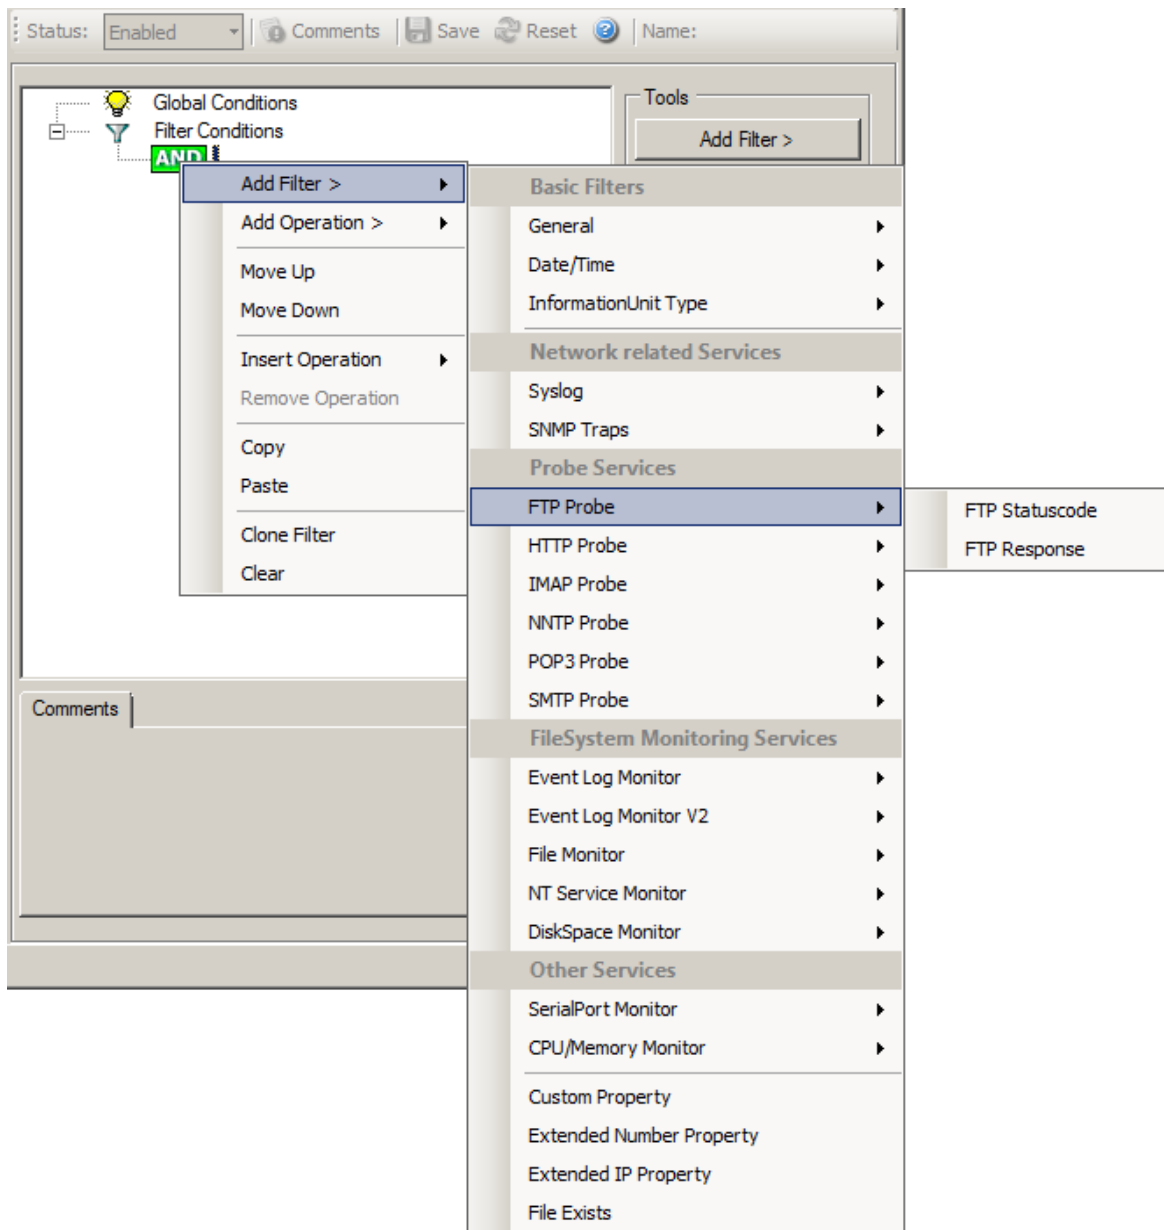 Status: Enabled Comments Save Reset Name:
Global Conditions
Filter Conditions
AND
Tools
Add Filter >
Add Filter >
Add Operation >
Move Up
Move Down
Insert Operation
Remove Operation
Copy
Paste
Clone Filter
Clear
Basic Filters
General
Date/Time
InformationUnit Type
Network related Services
Syslog
SNMP Traps
Probe Services
FTP Probe
HTTP Probe
IMAP Probe
NNTP Probe
POP3 Probe
SMTP Probe
FileSystem Monitoring Services
Event Log Monitor
Event Log Monitor V2
File Monitor
NT Service Monitor
DiskSpace Monitor
Other Services
SerialPort Monitor
CPU/Memory Monitor
Custom Property
Extended Number Property
Extended IP Property
File Exists
FTP Statuscode
FTP Response
Comments